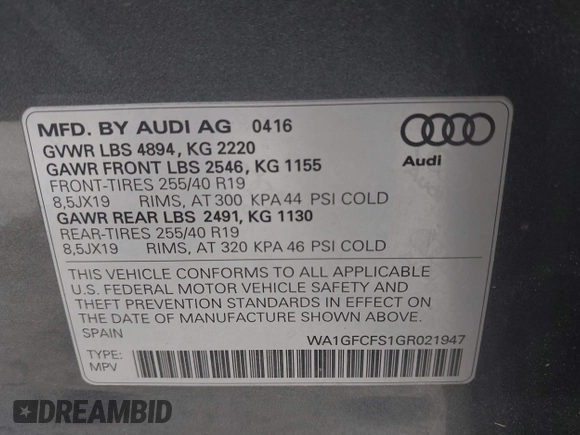 MFD. BY AUDI AG 0416
GVWR LBS 4894, KG 2220
GAWR FRONT LBS 2546, KG 1155
FRONT-TIRES 255/40 R19
8,5JX19 RIMS, AT 300 KPA 44 PSI COLD
GAWR REAR LBS 2491, KG 1130
REAR-TIRES 255/40 R19
8,5JX19 RIMS, AT 320 KPA 46 PSI COLD
Audi
THIS VEHICLE CONFORMS TO ALL APPLICABLE
U.S. FEDERAL MOTOR VEHICLE SAFETY AND
THEFT PREVENTION STANDARDS IN EFFECT ON
THE DATE OF MANUFACTURE SHOWN ABOVE.
SPAIN
WA1GFCFS1GR021947
TYPE:
MPV
DREAMBID